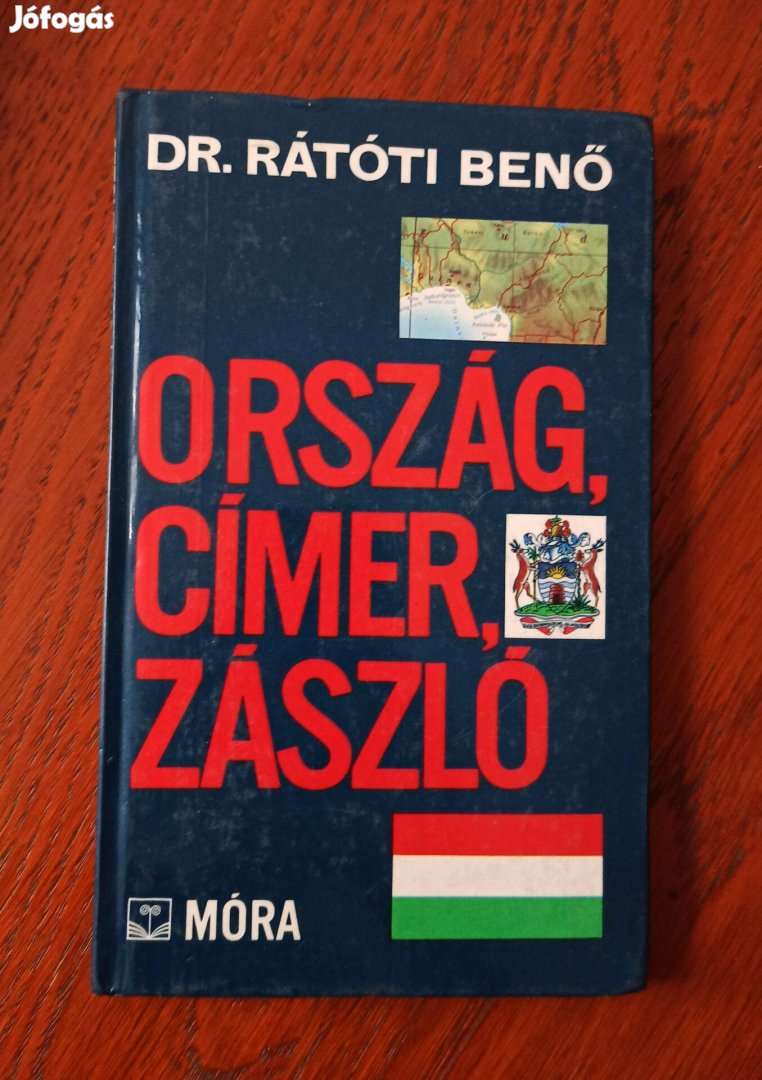 Jófogás
DR. RÁTÓTI BENŐ
ORSZÁG,
CÍMER,
ZÁSZLÓ
MÓRA